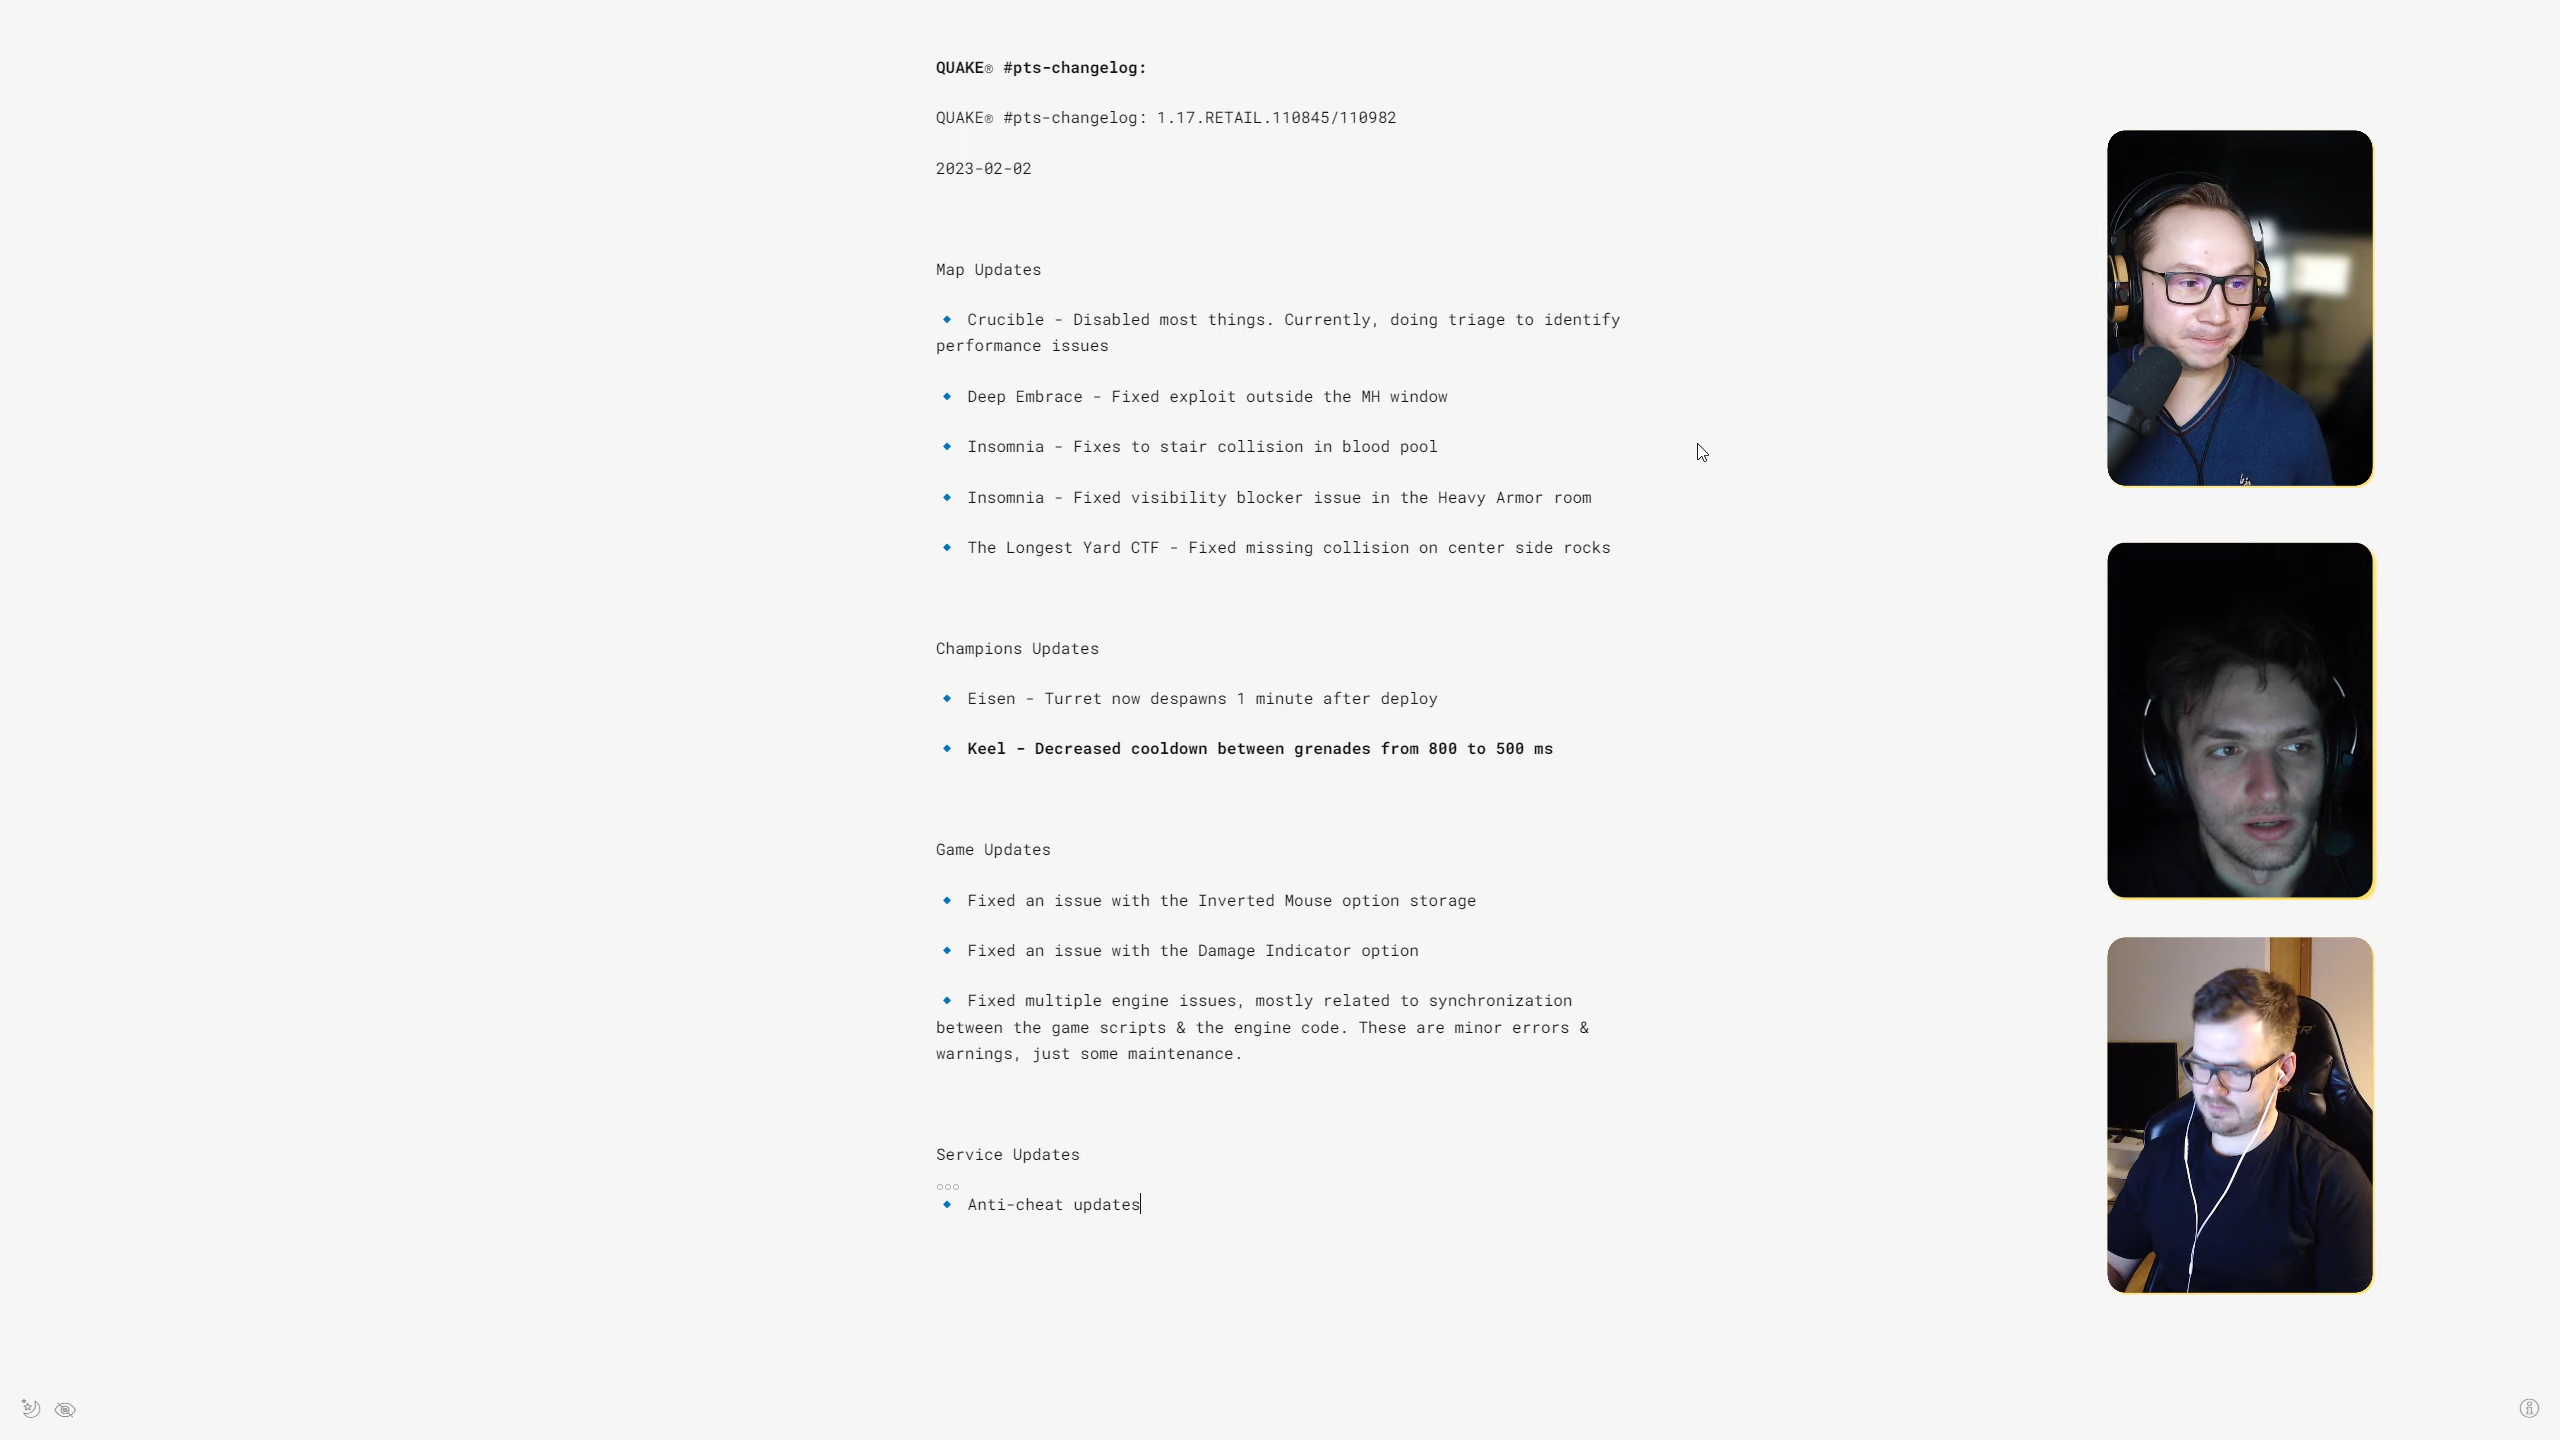 QUAKE® #pts-changelog:
QUAKE® #pts-changelog: 1.17.RETAIL.110845/110982
2023-02-02
Map Updates
🔹 Crucible - Disabled most things. Currently, doing triage to identify
performance issues
🔹 Deep Embrace - Fixed exploit outside the MH window
🔹 Insomnia - Fixes to stair collision in blood pool
🔹 Insomnia - Fixed visibility blocker issue in the Heavy Armor room
🔹 The Longest Yard CTF - Fixed missing collision on center side rocks
Champions Updates
🔹 Eisen - Turret now despawns 1 minute after deploy
🔹 Keel - Decreased cooldown between grenades from 800 to 500 ms
Game Updates
🔹 Fixed an issue with the Inverted Mouse option storage
🔹 Fixed an issue with the Damage Indicator option
🔹 Fixed multiple engine issues, mostly related to synchronization
between the game scripts & the engine code. These are minor errors &
warnings, just some maintenance.
Service Updates
🔹 Anti-cheat updates